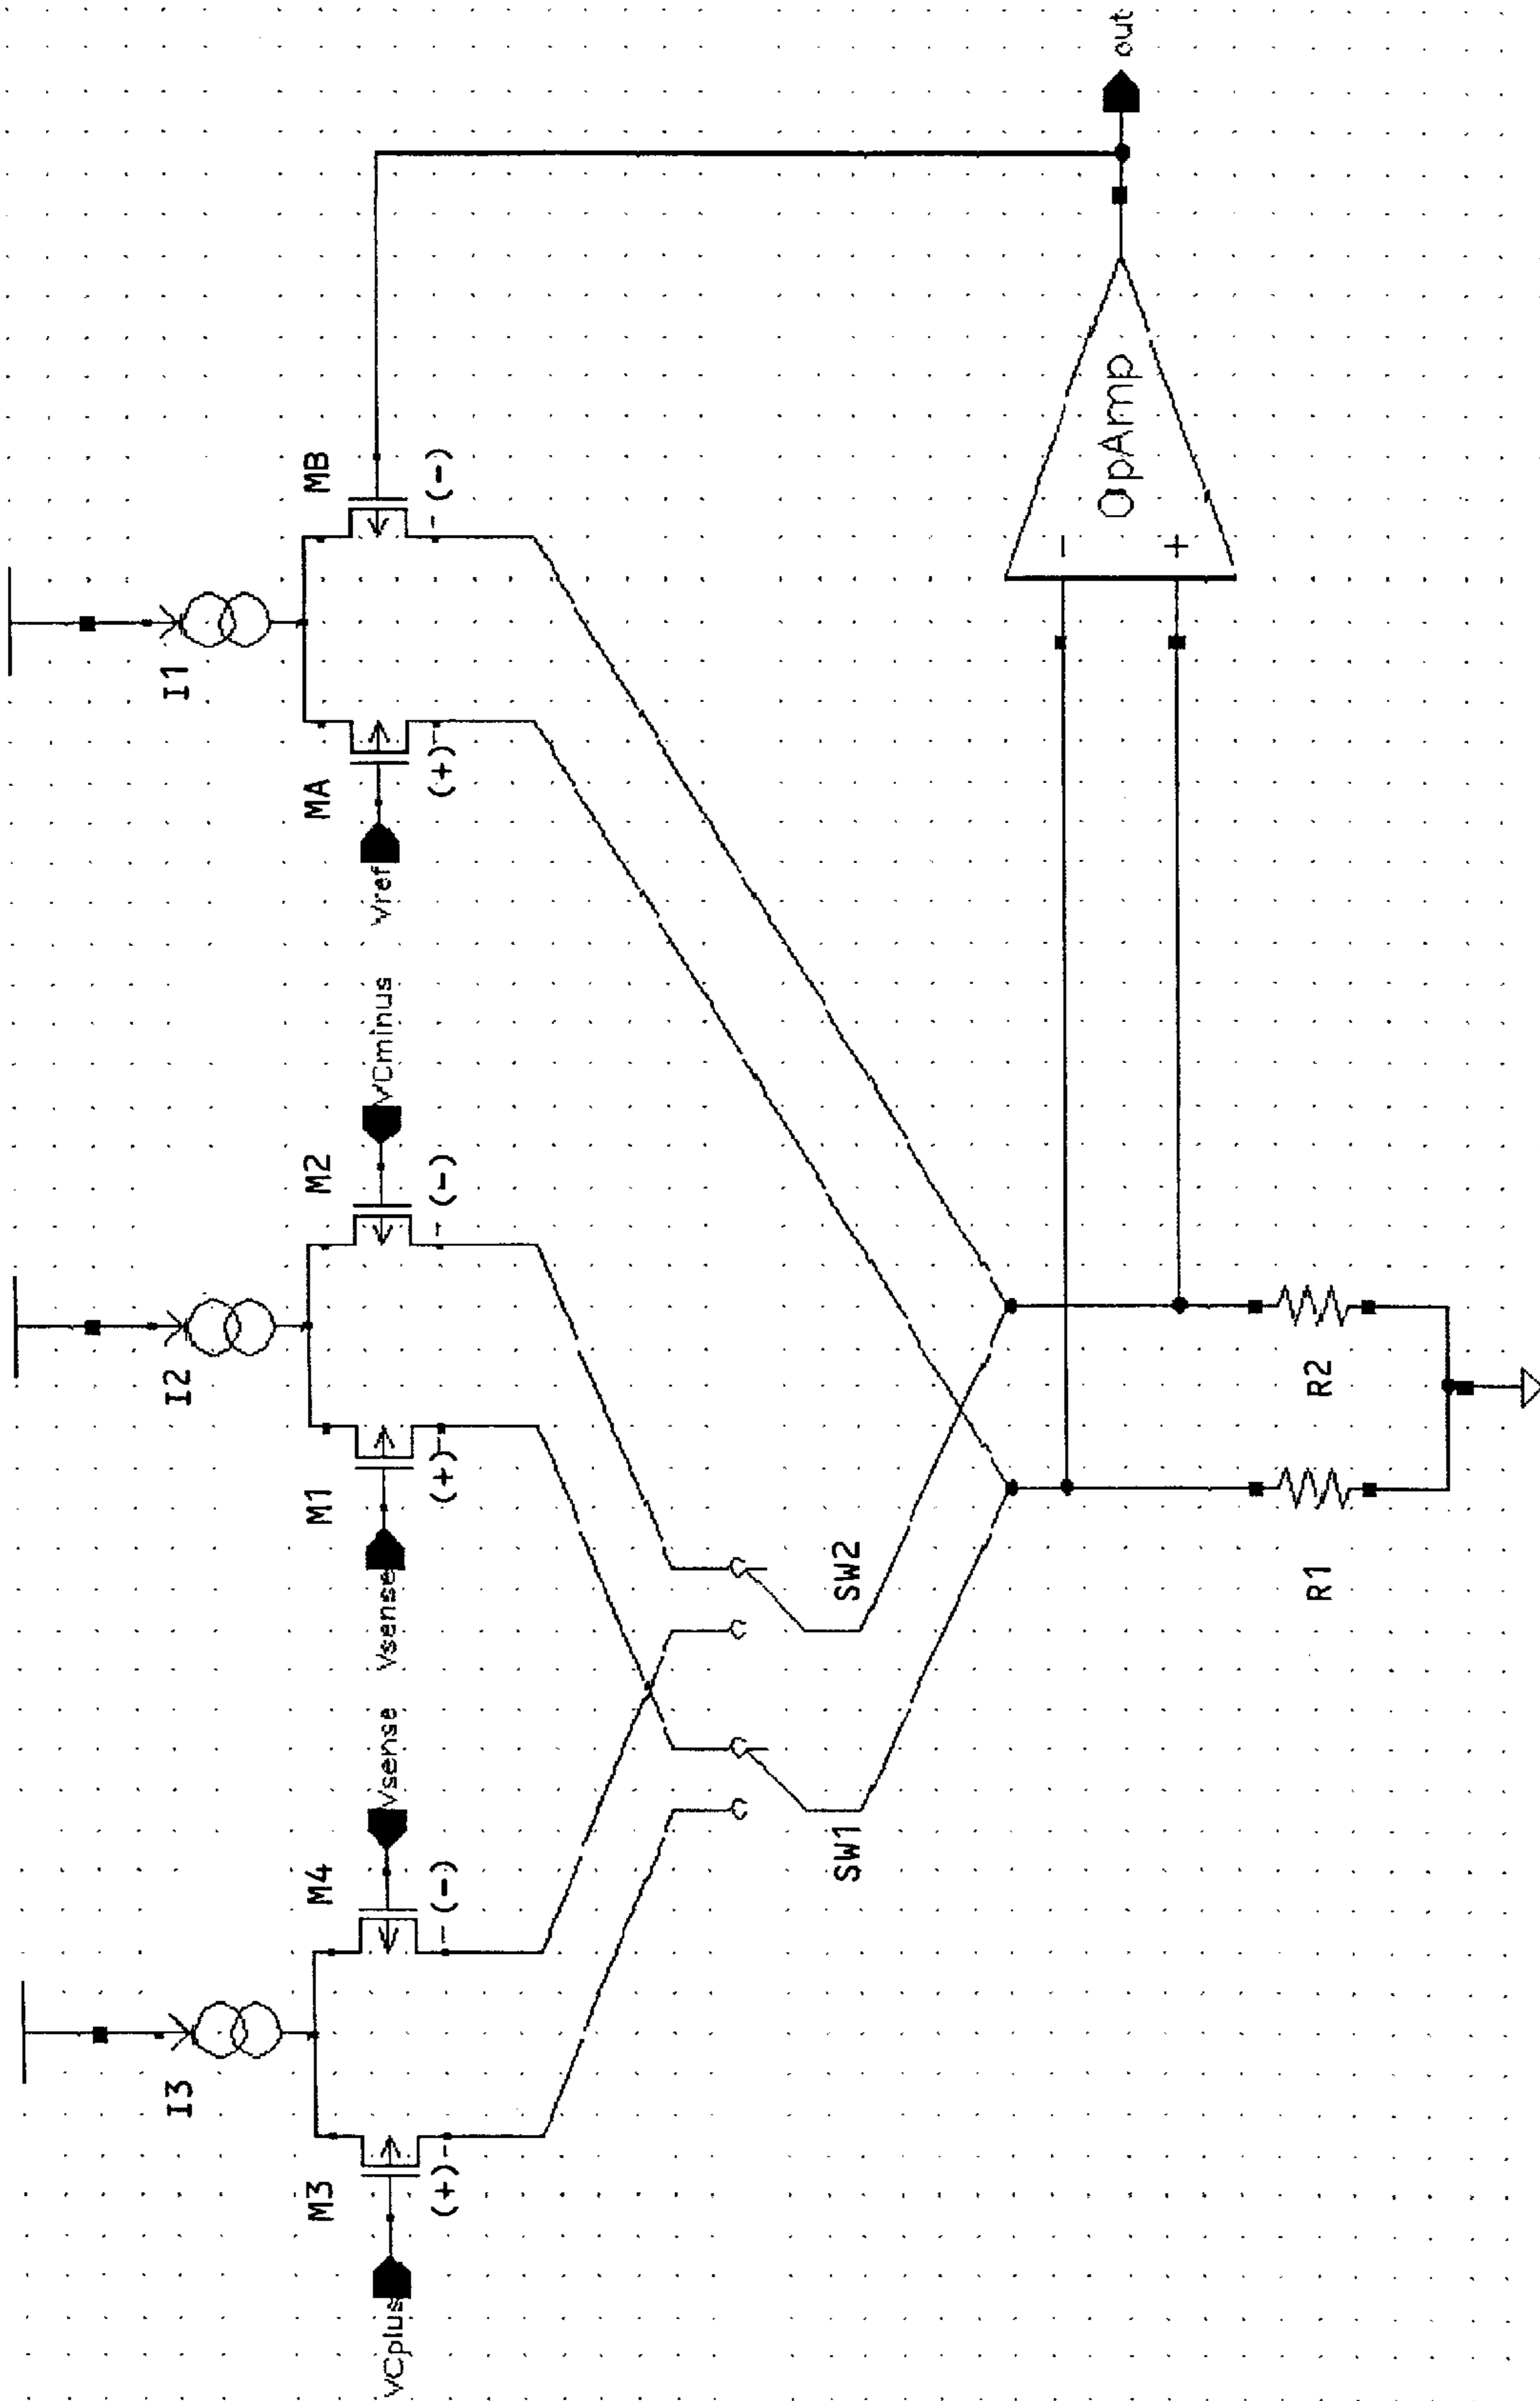 I3
I2
I1
M3
M4
M1
M2
MA
MB
VCplus
(+)
(-)
Vsense
Vsense
(+)
(-)
VCminus
Vref
(+)
(-)
SW1
SW2
OpAmp
-
+
out
R1
R2